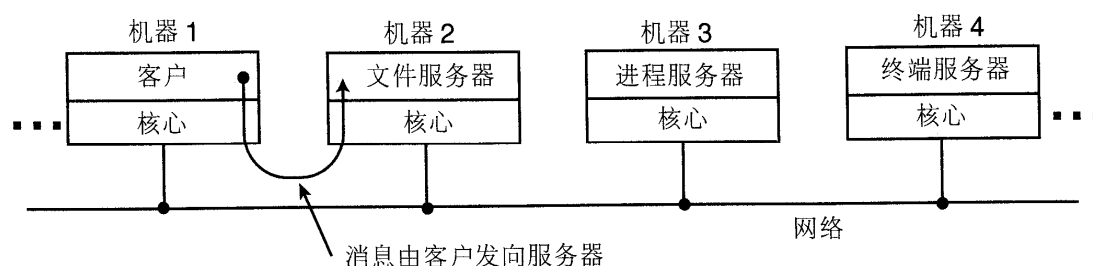 机器1
机器2
机器3
机器4
客户
文件服务器
进程服务器
终端服务器
核心
核心
核心
核心
网络
消息由客户发向服务器